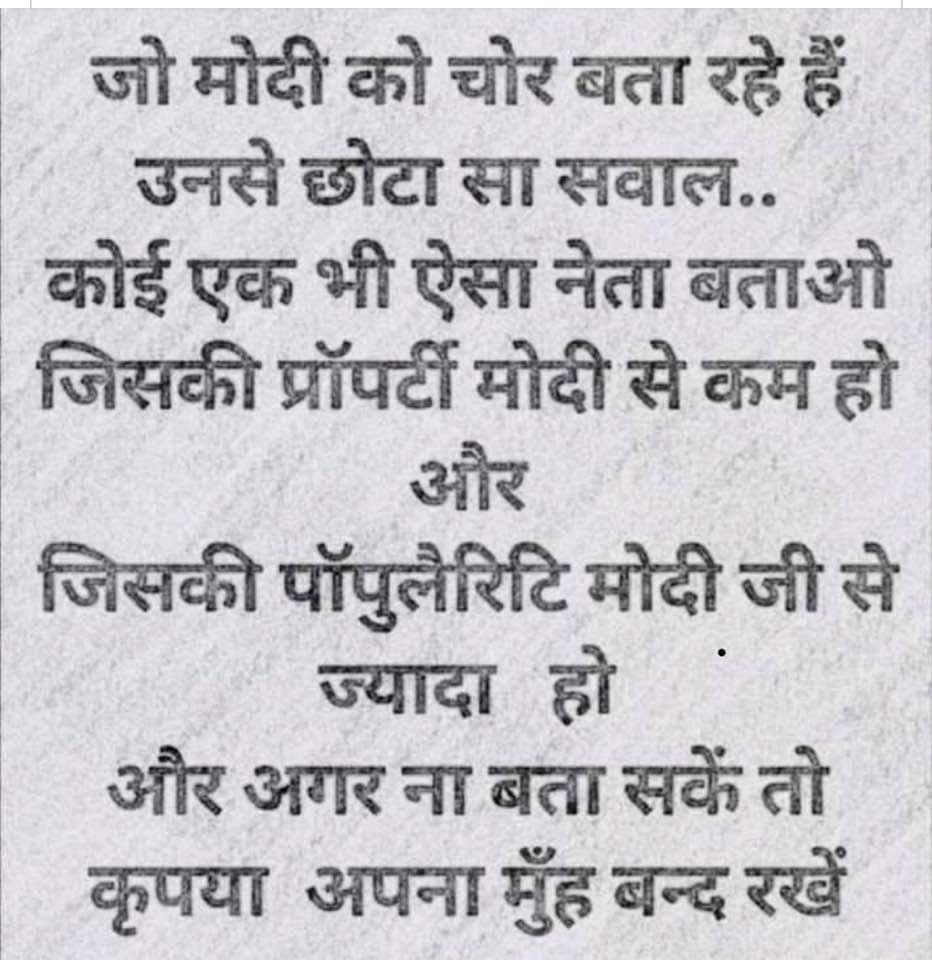 जो मोदी को चोर बता रहे हैं
उनसे छोटा सा सवाल..
कोई एक भी ऐसा नेता बताओ
जिसकी प्रॉपर्टी मोदी से कम हो
और
जिसकी पॉपुलैरिटि मोदी जी से
ज्यादा हो
और अगर ना बता सकें तो
कृपया अपना मुँह बन्द रखें